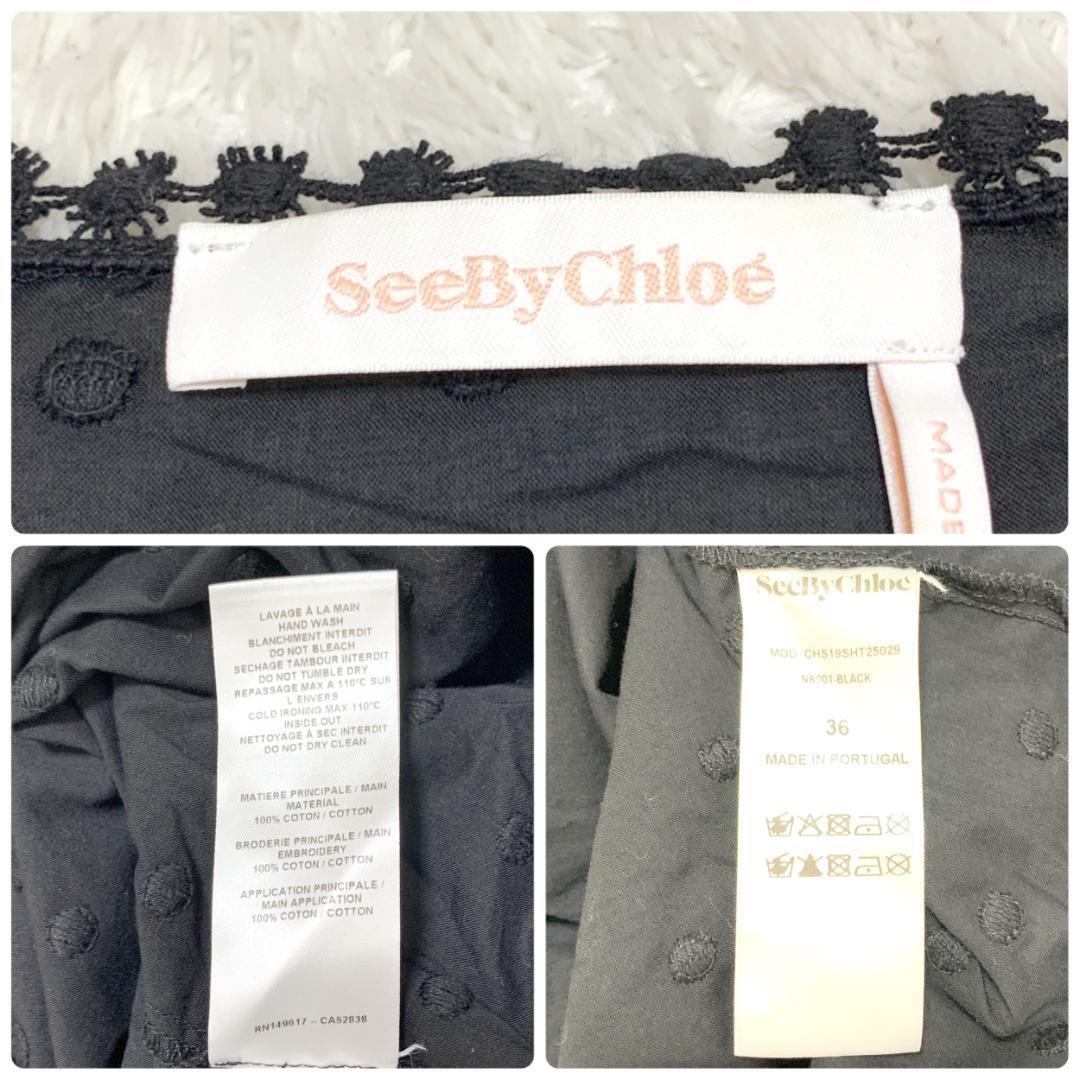 SeeByChloé
MADE
LAVAGE À LA MAIN
HAND WASH
BLANCHIMENT INTERDIT
DO NOT BLEACH
SECHAGE TAMBOUR INTERDIT
DO NOT TUMBLE DRY
REPASSAGE MAX A 110°C SUR
L ENVERS
COLD IRONING MAX 110°C
INSIDE OUT
NETTOYAGE À SEC INTERDIT
DO NOT DRY CLEAN
MATIERE PRINCIPALE / MAIN
MATERIAL
100% COTON / COTTON
BRODERIE PRINCIPALE / MAIN
EMBROIDERY
100% COTON / COTTON
APPLICATION PRINCIPALE /
MAIN APPLICATION
100% COTON / COTTON
RN149617 - CA52838
SeeByChloé
MOD CHS19SHT25029
NR001-BLACK
36
MADE IN PORTUGAL